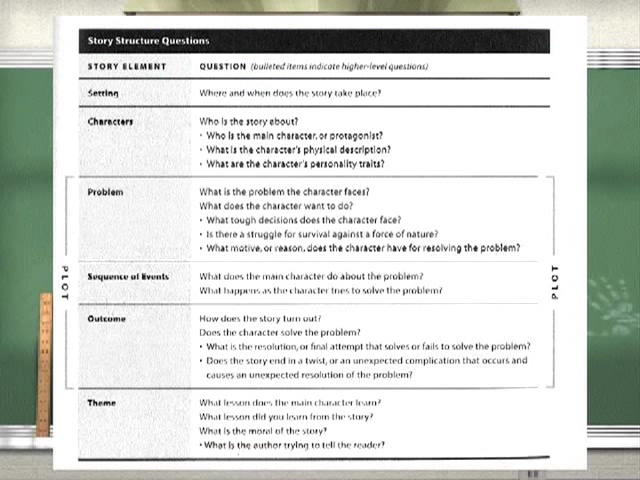 Story Structure Questions
STORY ELEMENT QUESTION (bulleted items indicate higher-level questions)
Setting Where and when does the story take place?
Characters Who is the story about?
• Who is the main character, or protagonist?
• What is the character's physical description?
• What are the character's personality traits?
Problem What is the problem the character faces?
What does the character want to do?
• What tough decisions does the character face?
• Is there a struggle for survival against a force of nature?
• What motive, or reason, does the character have for resolving the problem?
PLOT
Sequence of Events What does the main character do about the problem?
What happens as the character tries to solve the problem?
PLOT
Outcome How does the story turn out?
Does the character solve the problem?
• What is the resolution, or final attempt that solves or fails to solve the problem?
• Does the story end in a twist, or an unexpected complication that occurs and
causes an unexpected resolution of the problem?
Theme What lesson does the main character learn?
What lesson did you learn from the story?
What is the moral of the story?
• What is the author trying to tell the reader?